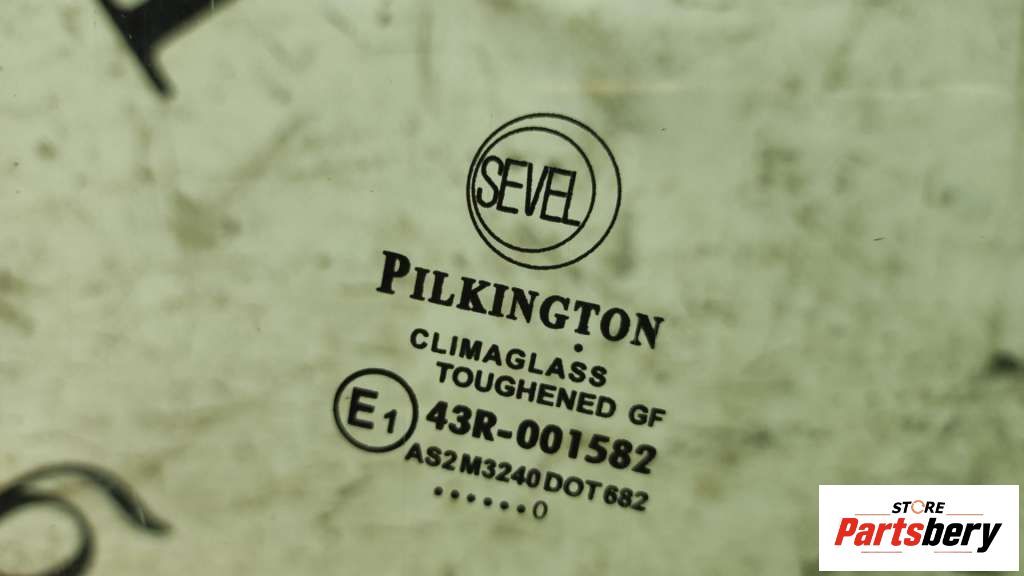 SEVEL
PILKINGTON
CLIMAGLASS
TOUGHENED GF
E1 43R-001582
AS2 M3240 DOT 682
......0
STORE
Partsbery